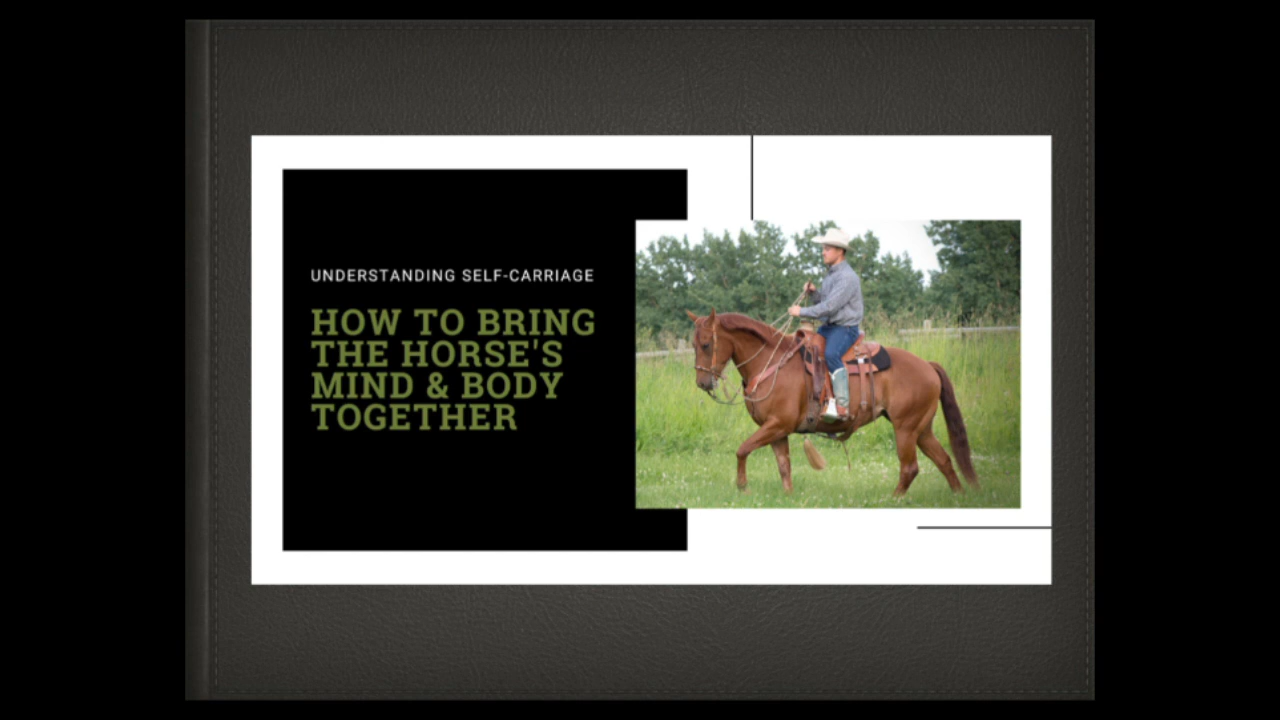 UNDERSTANDING SELF-CARRIAGE
HOW TO BRING
THE HORSE'S
MIND & BODY
TOGETHER